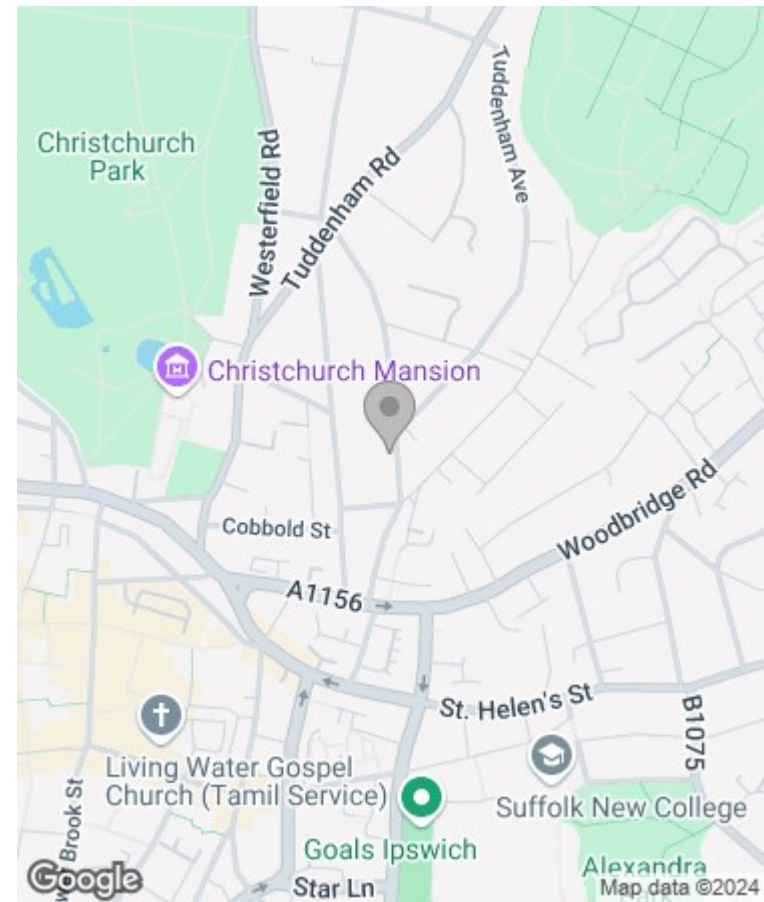 Tuddenham Ave
Christchurch
Park
Westerfield Rd
Tuddenham Rd
Christchurch Mansion
Woodbridge Rd
Cobbold St
A1156
St. Helen's St
B1075
Living Water Gospel
Church (Tamil Service)
Suffolk New College
Brook St
Goals Ipswich
Alexandra
Google
Star Ln
Map data ©2024